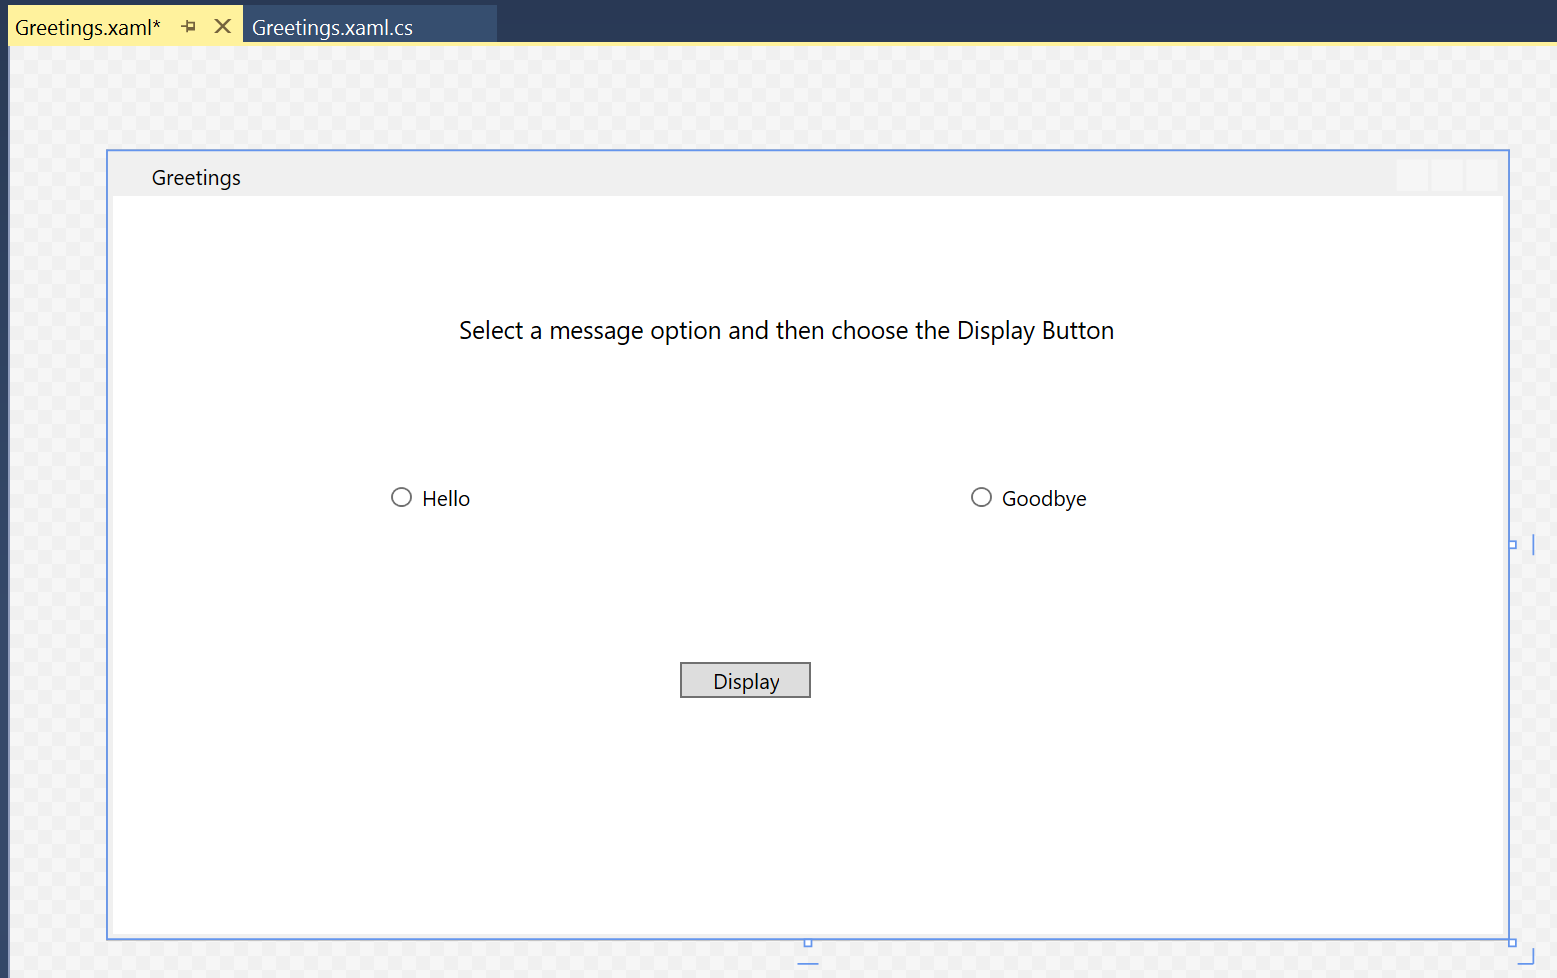 Greetings.xaml* Greetings.xaml.cs
Greetings
Select a message option and then choose the Display Button
Hello Goodbye
Display